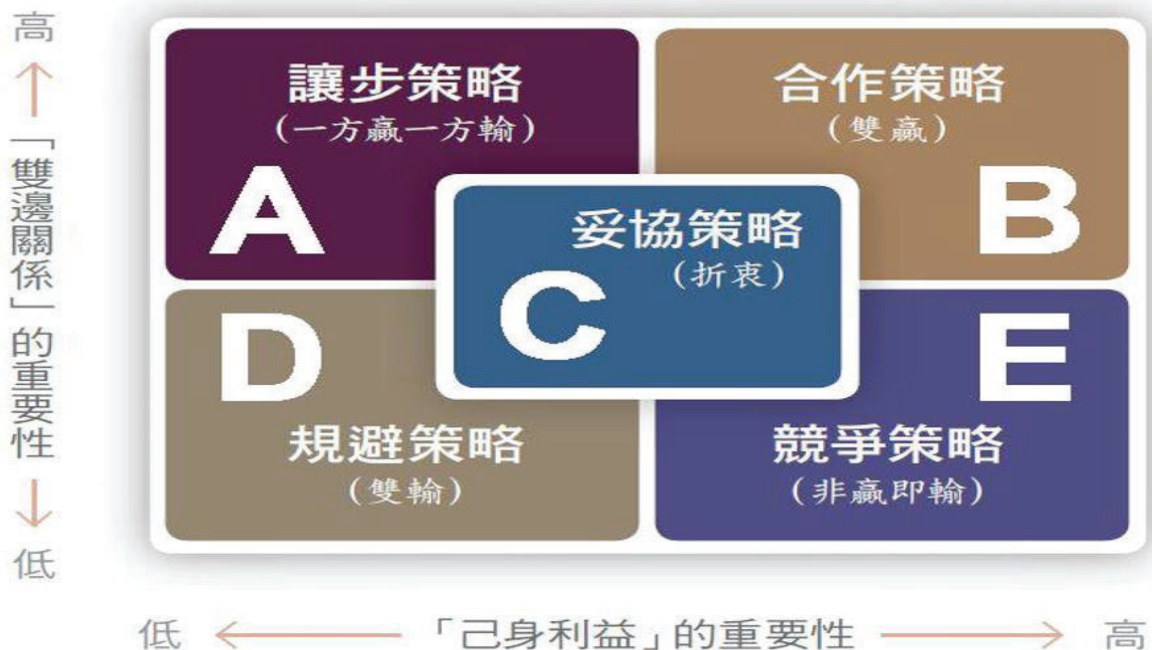 高
「雙邊關係」的重要性
低
讓步策略
(一方贏一方輸)
A
合作策略
(雙贏)
B
妥協策略
(折衷)
C
D
規避策略
(雙輸)
E
競爭策略
(非贏即輸)
低
「己身利益」的重要性
高